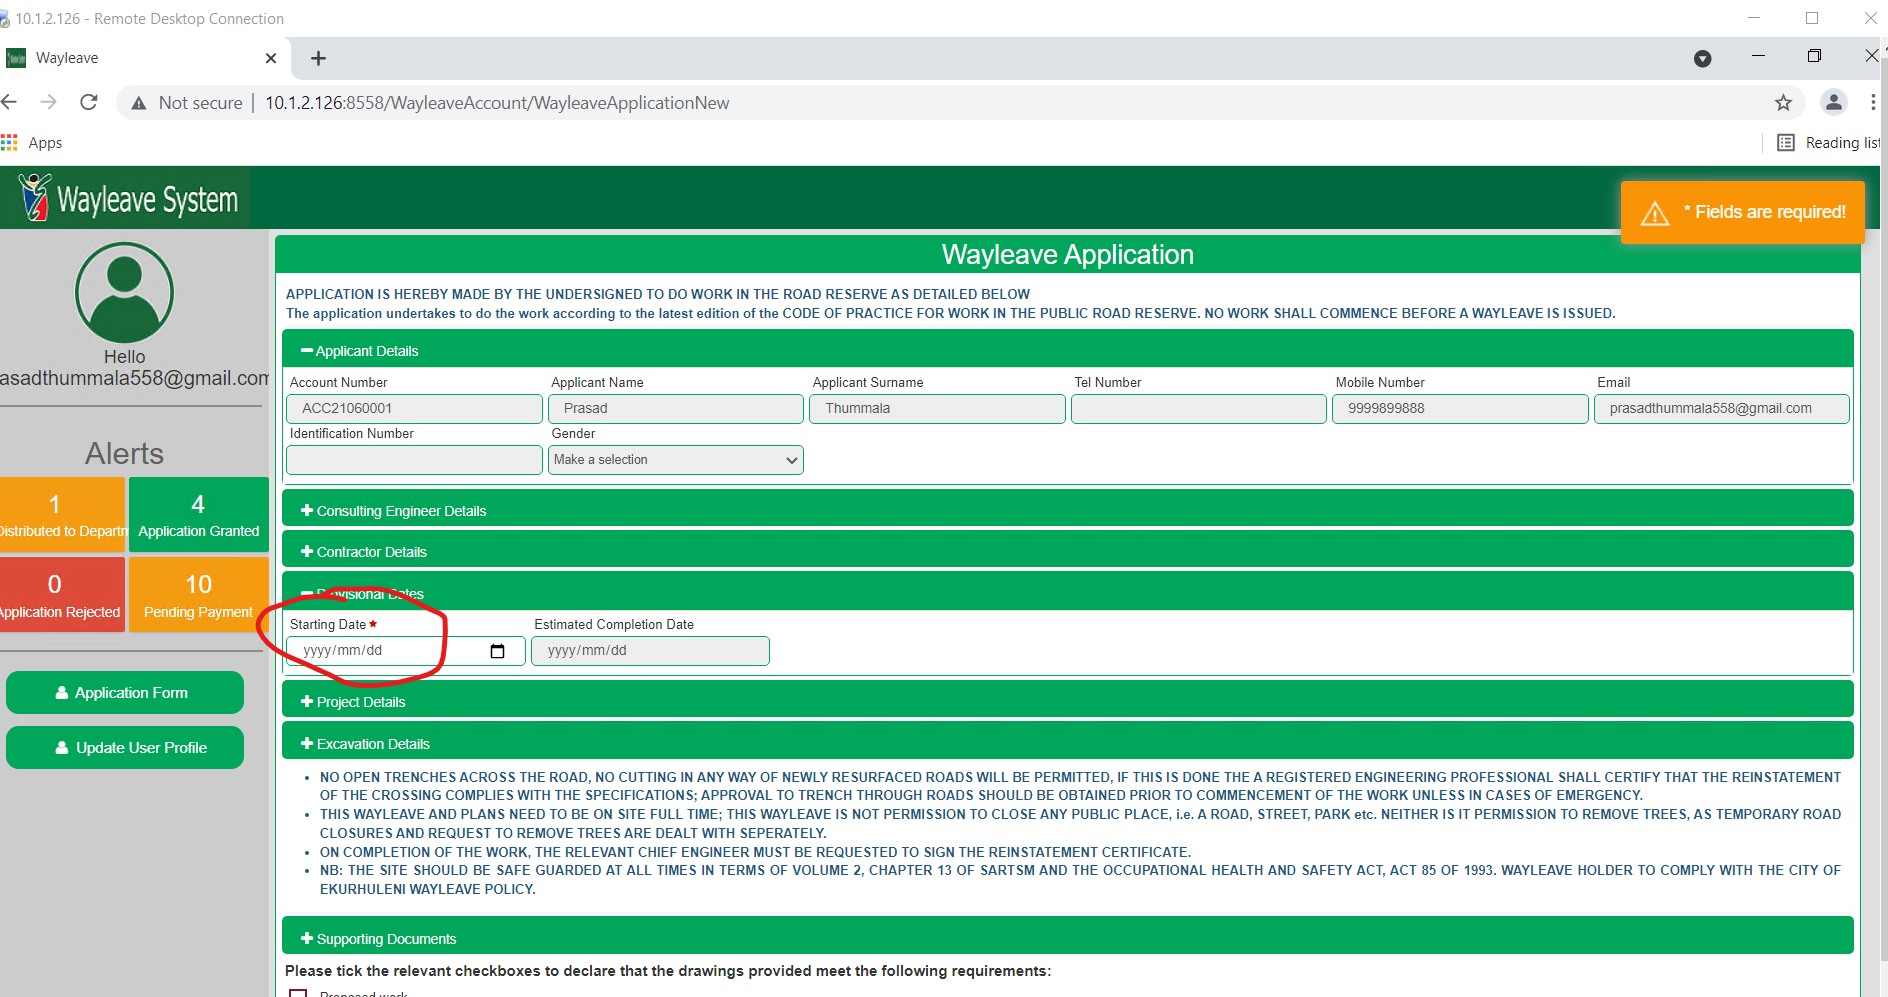 10.1.2.126 - Remote Desktop Connection
Wayleave
Not secure 10.1.2.126:8558/WayleaveAccount/WayleaveApplicationNew
Apps
Reading list
Wayleave System
* Fields are required!
Wayleave Application
APPLICATION IS HEREBY MADE BY THE UNDERSIGNED TO DO WORK IN THE ROAD RESERVE AS DETAILED BELOW
The application undertakes to do the work according to the latest edition of the CODE OF PRACTICE FOR WORK IN THE PUBLIC ROAD RESERVE. NO WORK SHALL COMMENCE BEFORE A WAYLEAVE IS ISSUED.
Hello
asadthummala558@gmail.com
Alerts
1
Distributed to Departm
4
Application Granted
0
Application Rejected
10
Pending Payment
Application Form
Update User Profile
Applicant Details
Account Number Applicant Name Applicant Surname Tel Number Mobile Number Email
ACC21060001 Prasad Thummala 9999899888 prasadthummala558@gmail.com
Identification Number Gender
Make a selection
Consulting Engineer Details
Contractor Details
Provisional Dates
Starting Date * Estimated Completion Date
yyyy/mm/dd yyyy/mm/dd
Project Details
Excavation Details
• NO OPEN TRENCHES ACROSS THE ROAD, NO CUTTING IN ANY WAY OF NEWLY RESURFACED ROADS WILL BE PERMITTED, IF THIS IS DONE THE A REGISTERED ENGINEERING PROFESSIONAL SHALL CERTIFY THAT THE REINSTATEMENT
OF THE CROSSING COMPLIES WITH THE SPECIFICATIONS; APPROVAL TO TRENCH THROUGH ROADS SHOULD BE OBTAINED PRIOR TO COMMENCEMENT OF THE WORK UNLESS IN CASES OF EMERGENCY.
• THIS WAYLEAVE AND PLANS NEED TO BE ON SITE FULL TIME; THIS WAYLEAVE IS NOT PERMISSION TO CLOSE ANY PUBLIC PLACE, i.e. A ROAD, STREET, PARK etc. NEITHER IS IT PERMISSION TO REMOVE TREES, AS TEMPORARY ROAD
CLOSURES AND REQUEST TO REMOVE TREES ARE DEALT WITH SEPERATELY.
• ON COMPLETION OF THE WORK, THE RELEVANT CHIEF ENGINEER MUST BE REQUESTED TO SIGN THE REINSTATEMENT CERTIFICATE.
• NB: THE SITE SHOULD BE SAFE GUARDED AT ALL TIMES IN TERMS OF VOLUME 2, CHAPTER 13 OF SARTSM AND THE OCCUPATIONAL HEALTH AND SAFETY ACT, ACT 85 OF 1993. WAYLEAVE HOLDER TO COMPLY WITH THE CITY OF
EKURHULENI WAYLEAVE POLICY.
Supporting Documents
Please tick the relevant checkboxes to declare that the drawings provided meet the following requirements:
Proposed work